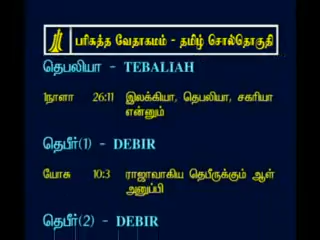 பரிசுத்த வேதாகமம் - தமிழ் சொல்தொகுதி
தெபலியா - TEBALIAH
1நாளா 26:11 இலக்கியா, தெபலியா, சகரியா
என்னும்
தெபீர்(1) - DEBIR
யோசு 10:3 ராஜாவாகிய தெபீருக்கும் ஆள்
அனுப்பி
தெபீர்(2) - DEBIR